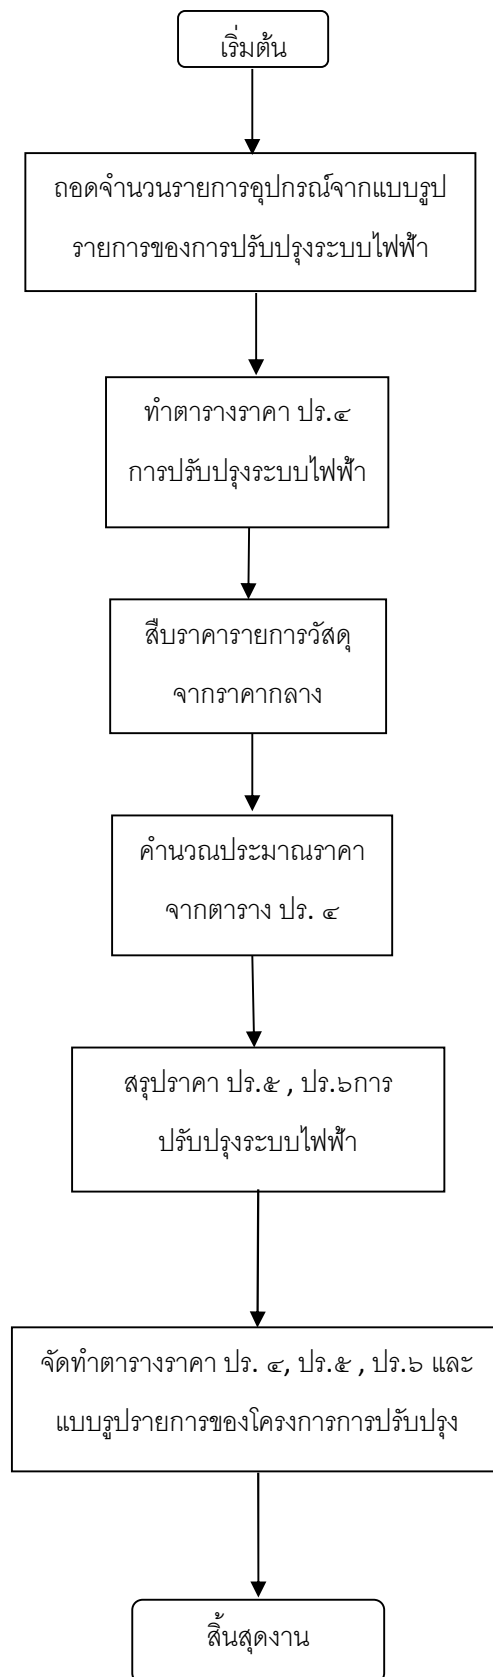 เริ่มต้น
ถอดจำนวนรายการอุปกรณ์จากแบบรูป
รายการของการปรับปรุงระบบไฟฟ้า
ทำตารางราคา ปร.๔
การปรับปรุงระบบไฟฟ้า
สืบราคารายการวัสดุ
จากราคากลาง
คำนวณประมาณราคา
จากตาราง ปร. ๔
สรุปราคา ปร.๕ , ปร.๖การ
ปรับปรุงระบบไฟฟ้า
จัดทำตารางราคา ปร. ๔, ปร.๕ , ปร.๖ และ
แบบรูปรายการของโครงการการปรับปรุง
สิ้นสุดงาน